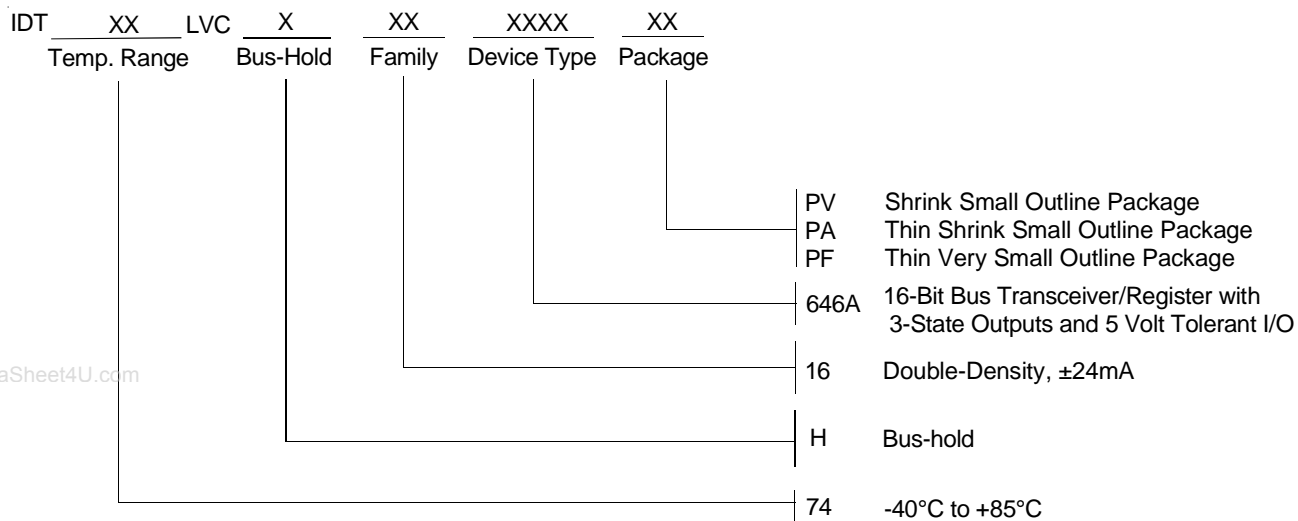 IDT XX LVC X XX XXXX XX
Temp. Range Bus-Hold Family Device Type Package
PV Shrink Small Outline Package
PA Thin Shrink Small Outline Package
PF Thin Very Small Outline Package
646A 16-Bit Bus Transceiver/Register with
3-State Outputs and 5 Volt Tolerant I/O
aSheet4U.com
16 Double-Density, ±24mA
H Bus-hold
74 -40°C to +85°C